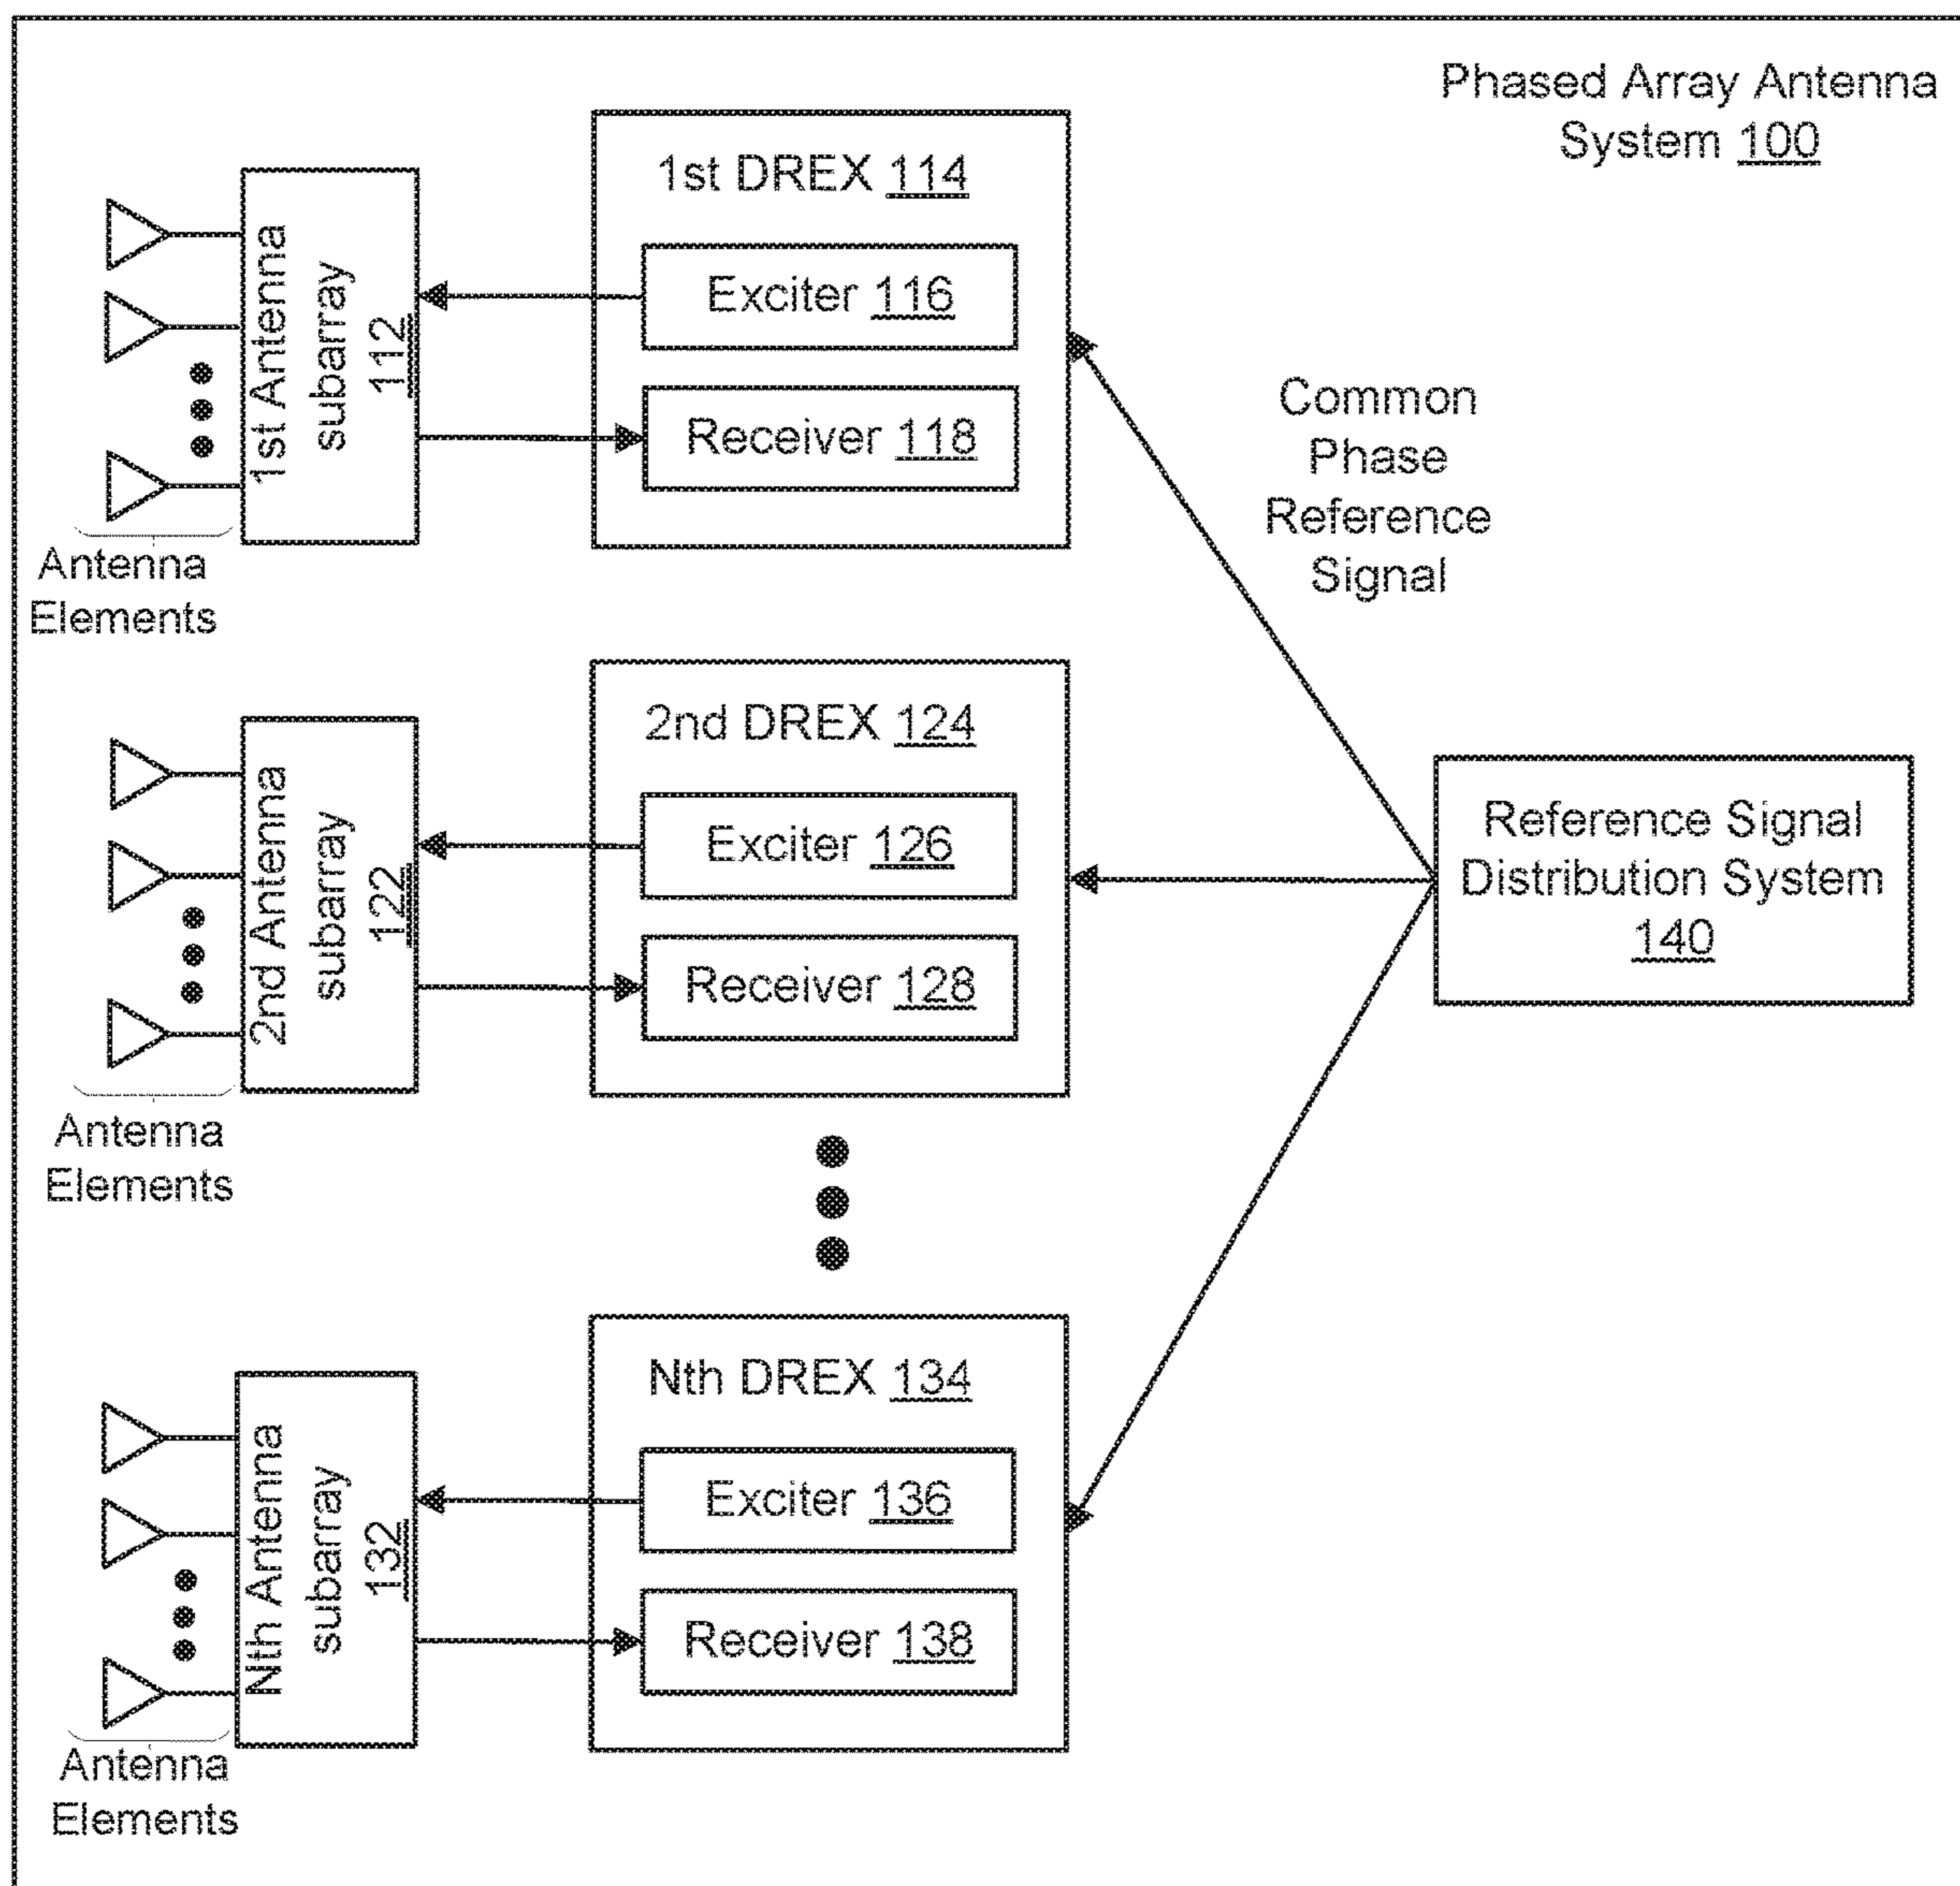 Phased Array Antenna
System 100
1st DREX 114
Exciter 116
Receiver 118
1st Antenna
subarray
112
Antenna
Elements
Common
Phase
Reference
Signal
2nd DREX 124
Exciter 126
Receiver 128
2nd Antenna
subarray
122
Antenna
Elements
Reference Signal
Distribution System
140
Nth DREX 134
Exciter 136
Receiver 138
Nth Antenna
subarray
132
Antenna
Elements